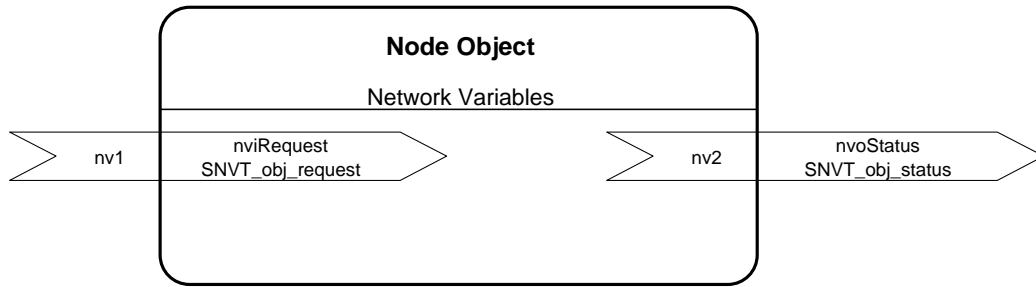 Node Object
Network Variables
nv1
nviRequest
SNVT_obj_request
nv2
nvoStatus
SNVT_obj_status